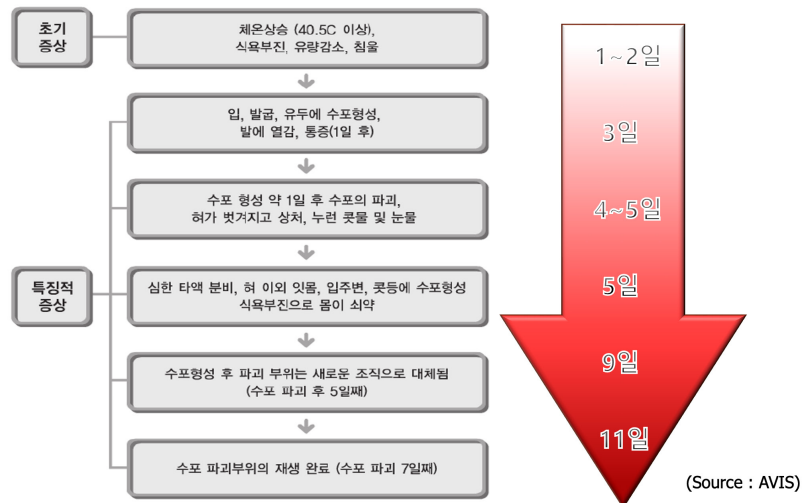 초기
증상
체온상승 (40.5C 이상),
식욕부진, 유량감소, 침울
1~2일
입, 발굽, 유두에 수포형성,
발에 열감, 통증(1일 후)
3일
수포 형성 약 1일 후 수포의 파괴,
혀가 벗겨지고 상처, 누런 콧물 및 눈물
4~5일
특징적
증상
심한 타액 분비, 혀 이외 잇몸, 입주변, 콧등에 수포형성
식욕부진으로 몸이 쇠약
5일
수포형성 후 파괴 부위는 새로운 조직으로 대체됨
(수포 파괴 후 5일째)
9일
수포 파괴부위의 재생 완료 (수포 파괴 7일째)
11일
(Source : AVIS)